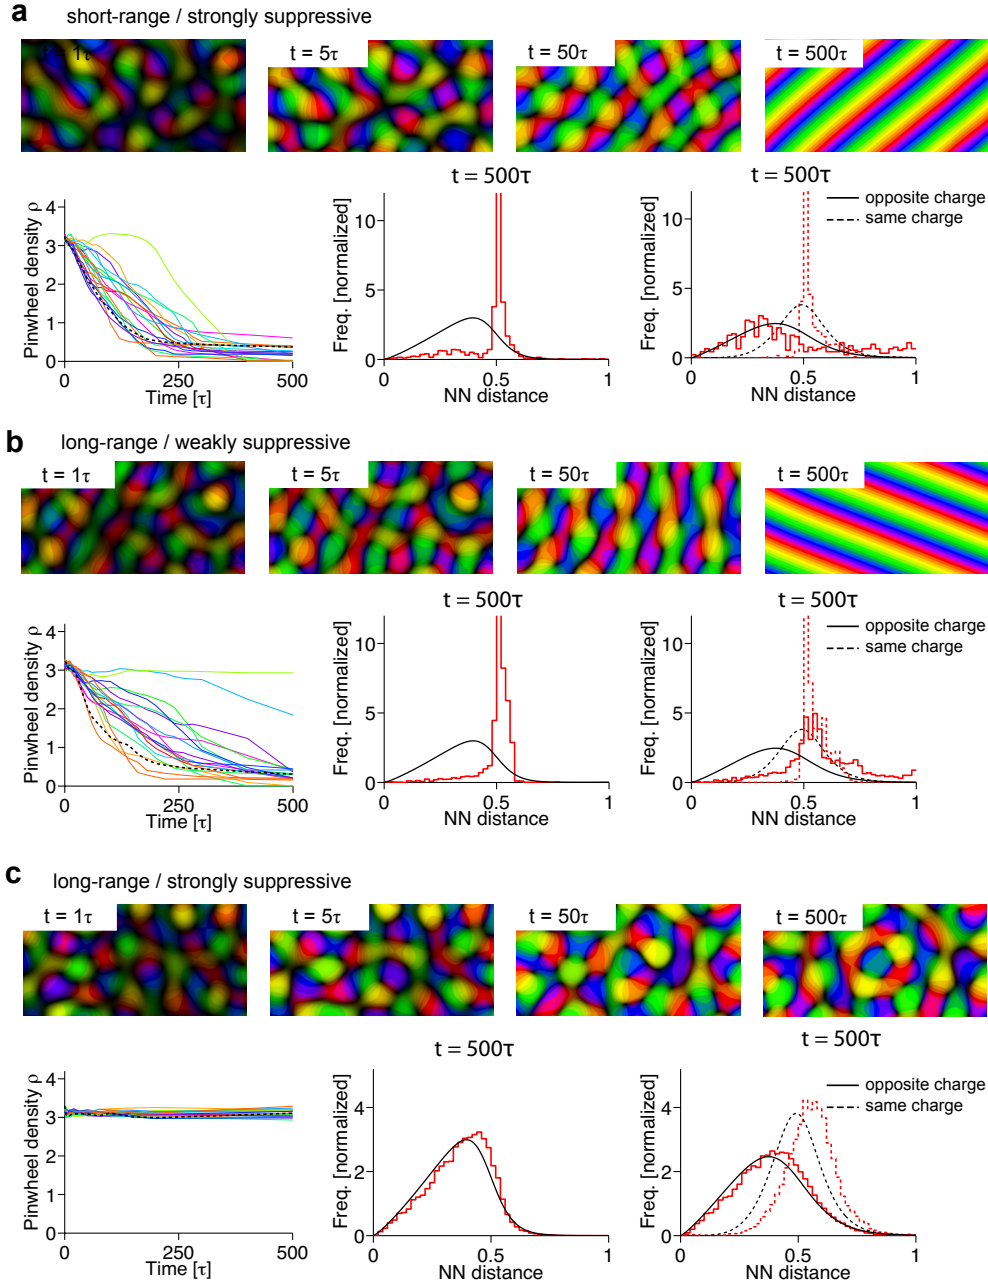 a short-range / strongly suppressive
t = 1τ t = 5τ t = 50τ t = 500τ
t = 500τ t = 500τ
Pinwheel density ρ
4
3
2
1
0
0 250 500
Time [τ]
Freq. [normalized]
10
5
0
0 0.5 1
NN distance
Freq. [normalized]
10
5
0
0 0.5 1
NN distance
opposite charge
same charge
b long-range / weakly suppressive
t = 1τ t = 5τ t = 50τ t = 500τ
t = 500τ t = 500τ
Pinwheel density ρ
4
3
2
1
0
0 250 500
Time [τ]
Freq. [normalized]
10
5
0
0 0.5 1
NN distance
Freq. [normalized]
10
5
0
0 0.5 1
NN distance
opposite charge
same charge
c long-range / strongly suppressive
t = 1τ t = 5τ t = 50τ t = 500τ
t = 500τ t = 500τ
Pinwheel density ρ
4
3
2
1
0
0 250 500
Time [τ]
Freq. [normalized]
4
2
0
0 0.5 1
NN distance
Freq. [normalized]
4
2
0
0 0.5 1
NN distance
opposite charge
same charge